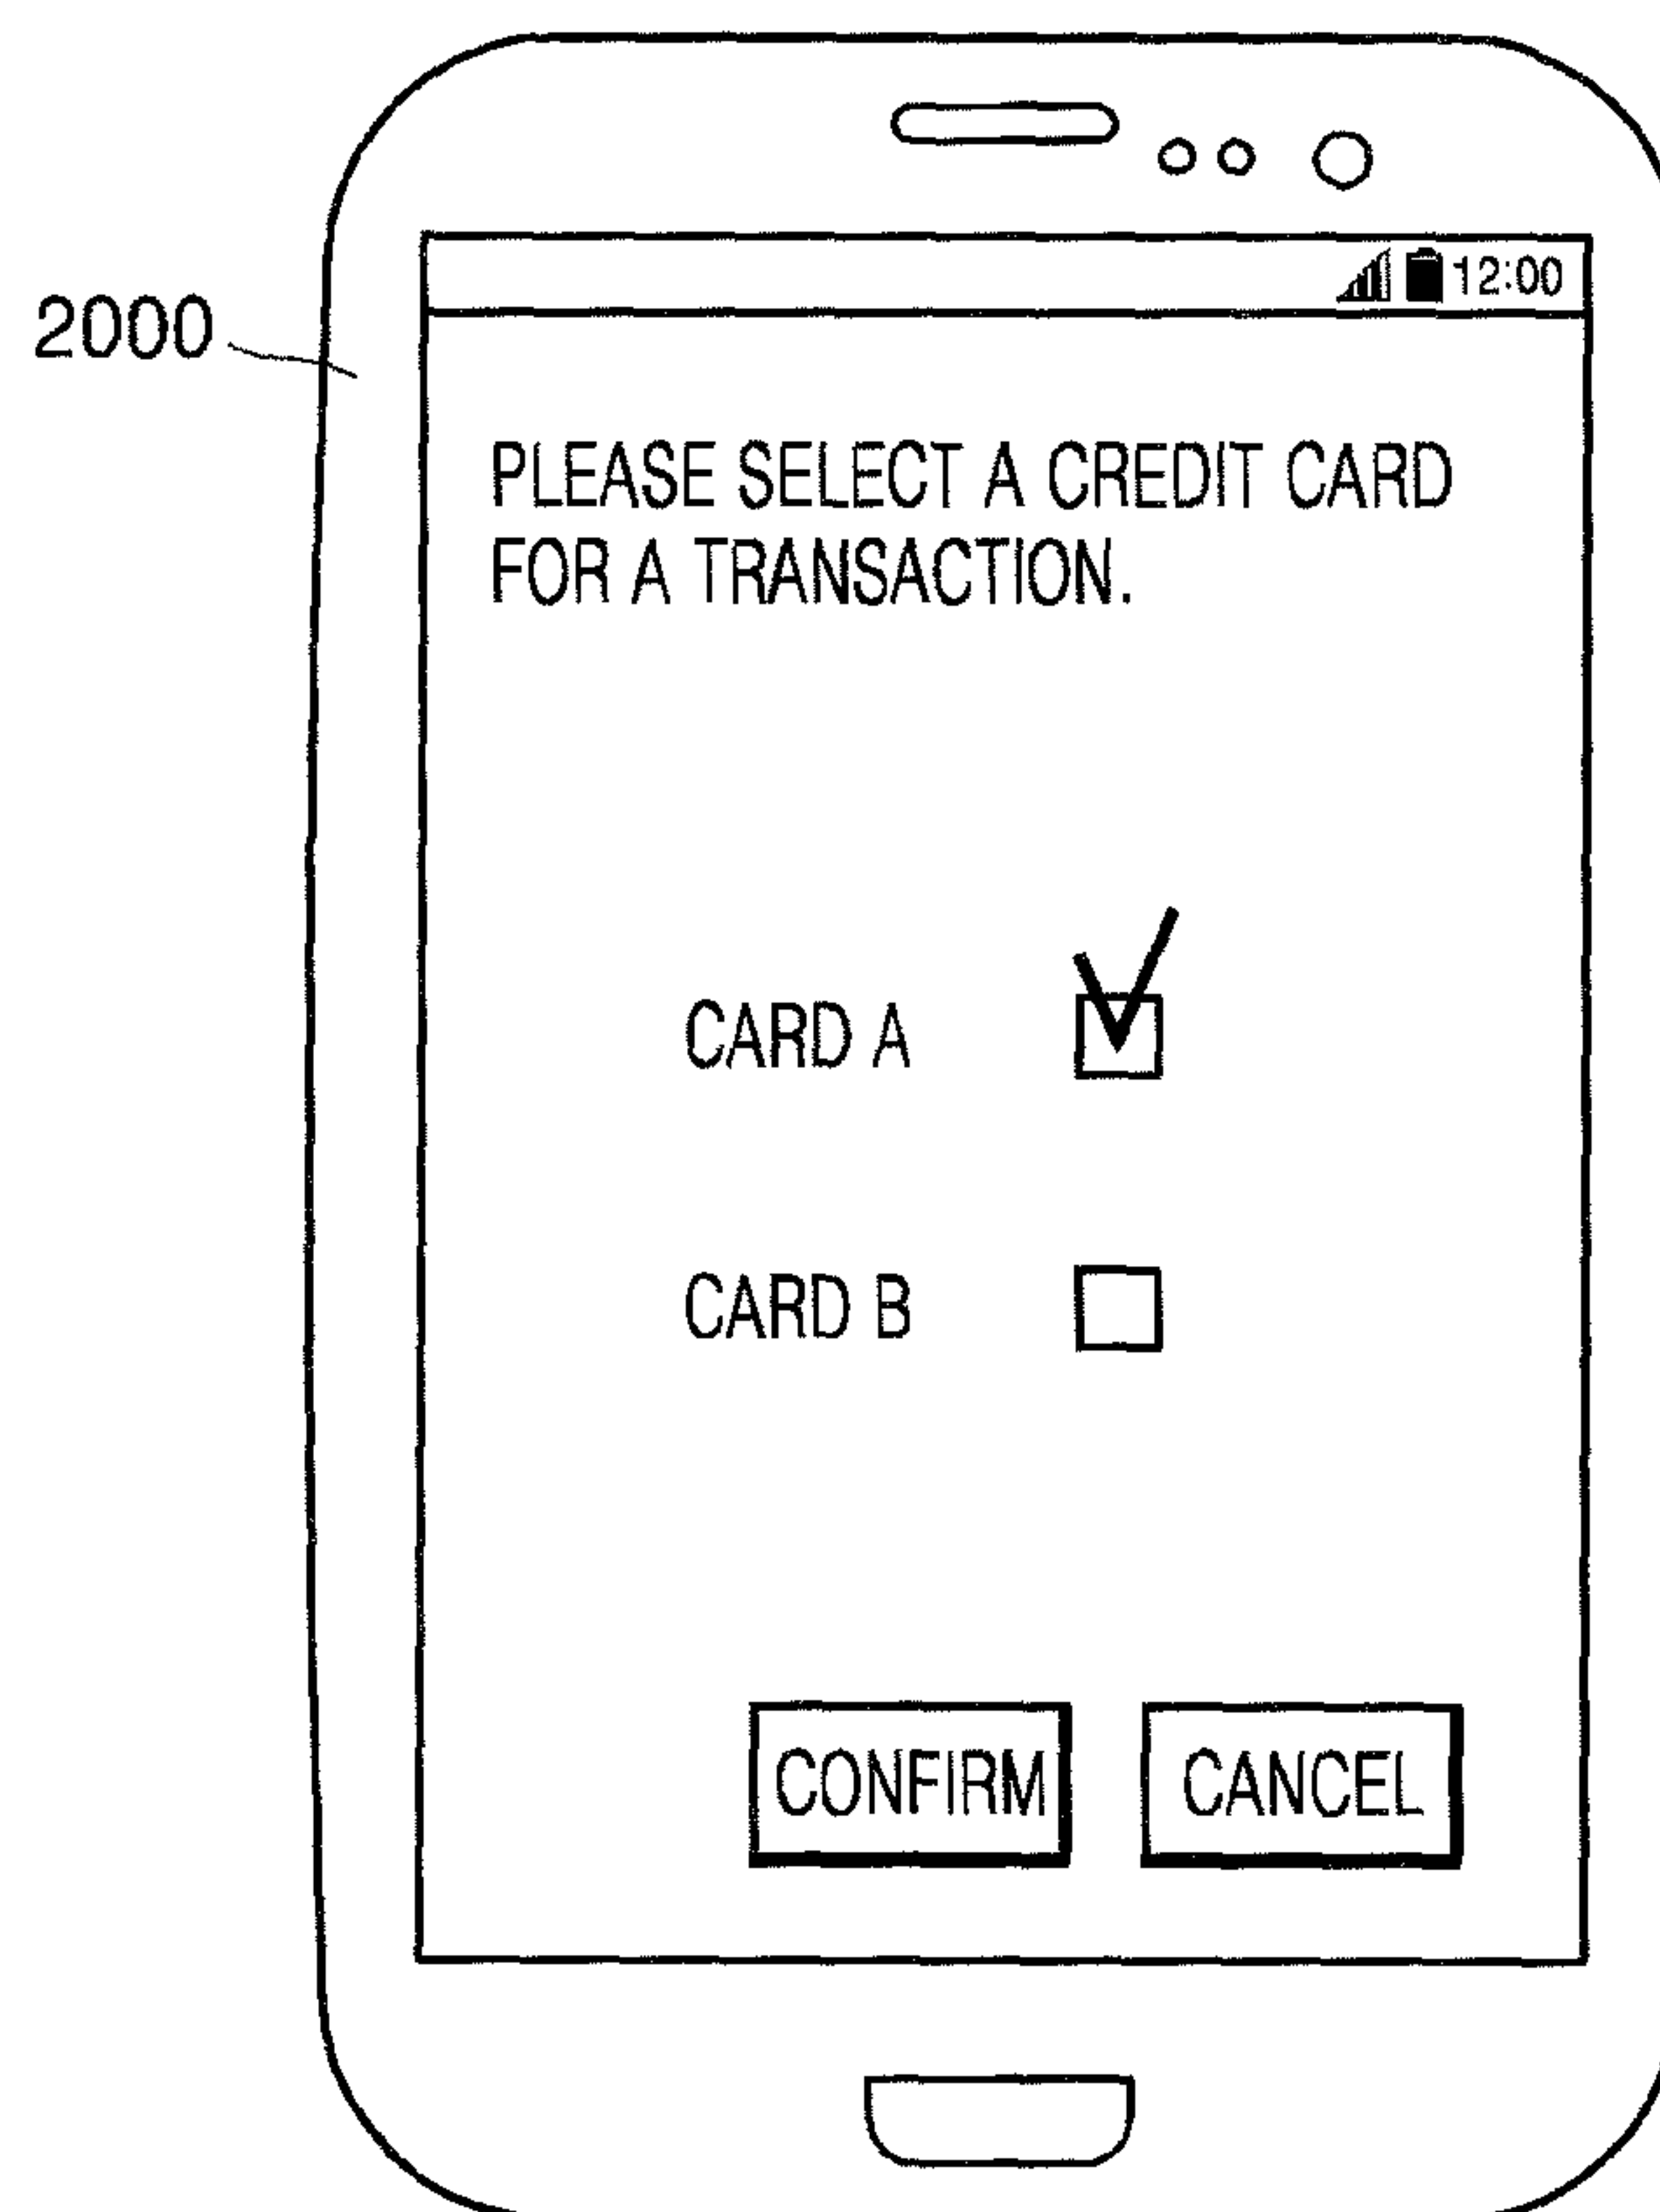 12:00
2000
PLEASE SELECT A CREDIT CARD
FOR A TRANSACTION.
CARD A
CARD B
CONFIRM CANCEL